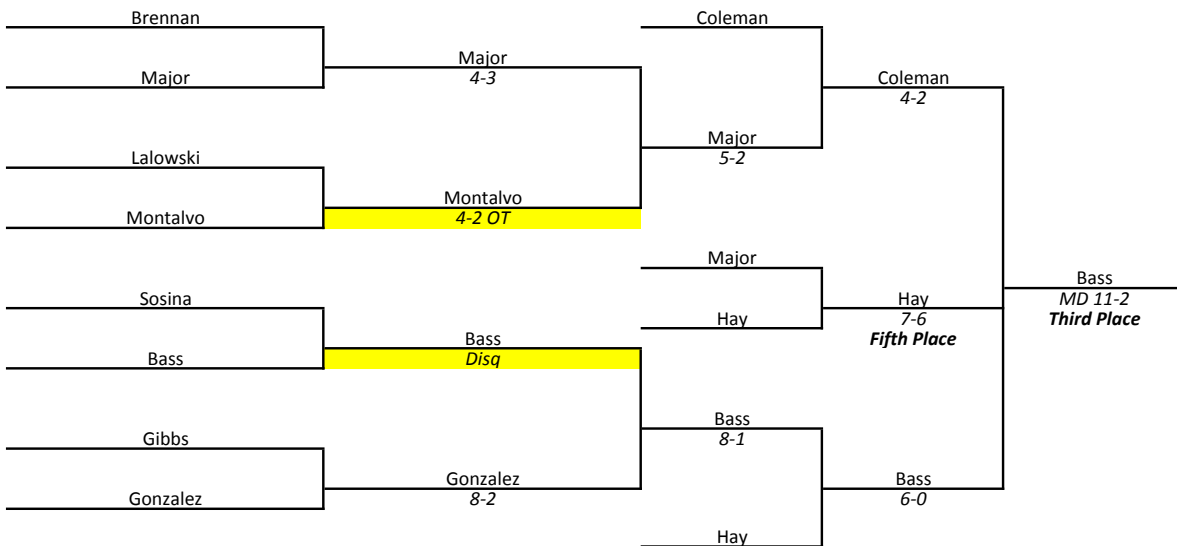 Brennan
Coleman
Major
4-3
Major
Coleman
4-2
Major
5-2
Lalowski
Montalvo
4-2 OT
Montalvo
Major
Bass
MD 11-2
Third Place
Sosina
Hay
7-6
Fifth Place
Hay
Bass
Disq
Bass
Bass
8-1
Gibbs
Gonzalez
8-2
Bass
6-0
Gonzalez
Hay